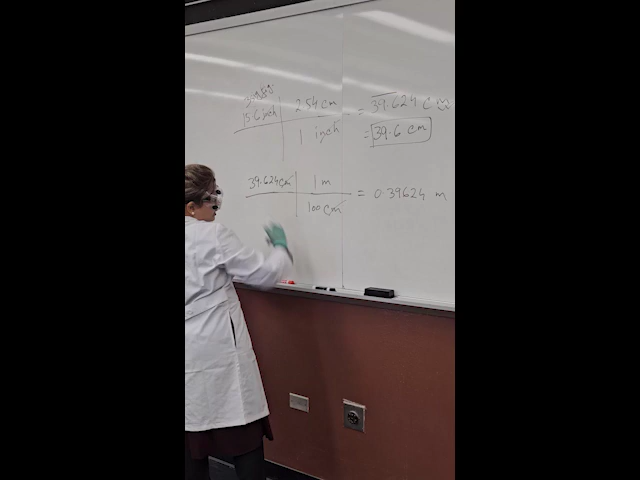 15.6 inch | 2.54 cm = 39.624 cm
1 inch = 39.6 cm
39.624 cm | 1 m = 0.39624 m
100 cm